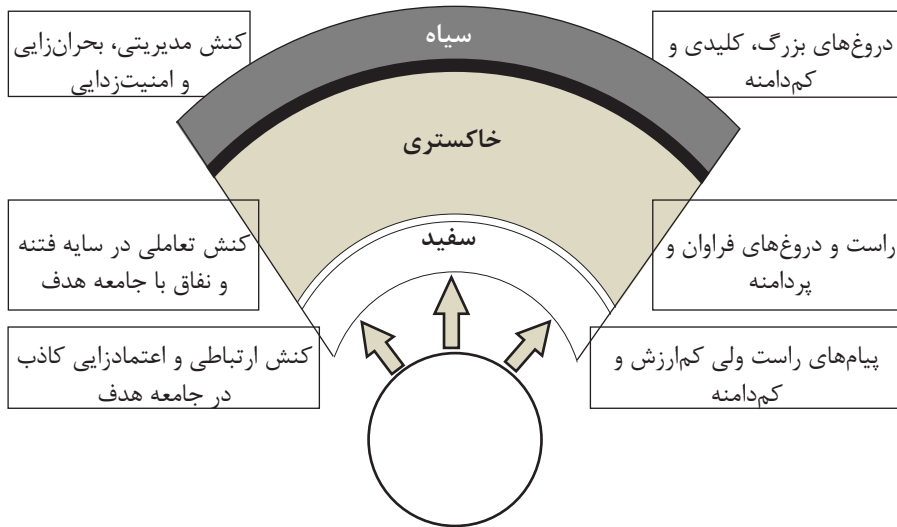 سیاه
دروغ‌های بزرگ، کلیدی و
کم‌دامنه
کنش مدیریتی، بحران‌زایی
و امنیت‌زدایی
خاکستری
راست و دروغ‌های فراوان و
پردامنه
سفید
کنش تعاملی در سایه فتنه
و نفاق با جامعه هدف
پیام‌های راست ولی کم‌ارزش و
کم‌دامنه
کنش ارتباطی و اعتمادزایی کاذب
در جامعه هدف